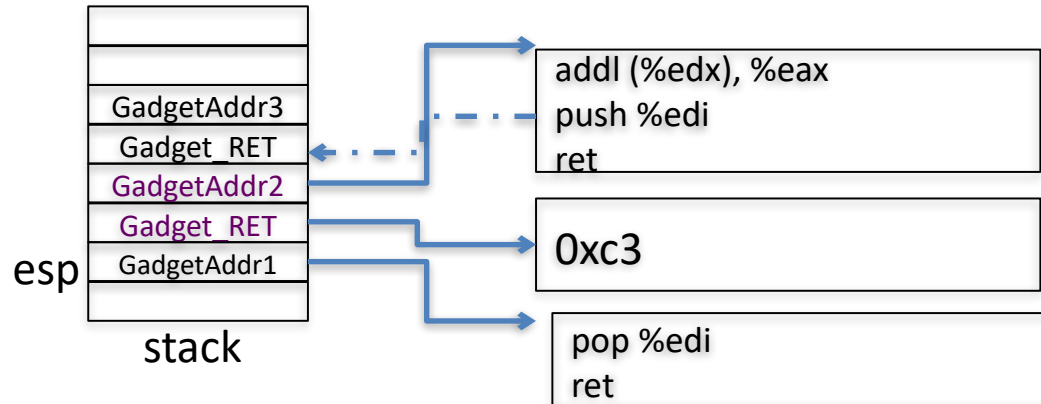 GadgetAddr3
Gadget_RET
GadgetAddr2
Gadget_RET
GadgetAddr1
esp
stack
addl (%edx), %eax
push %edi
ret
0xc3
pop %edi
ret